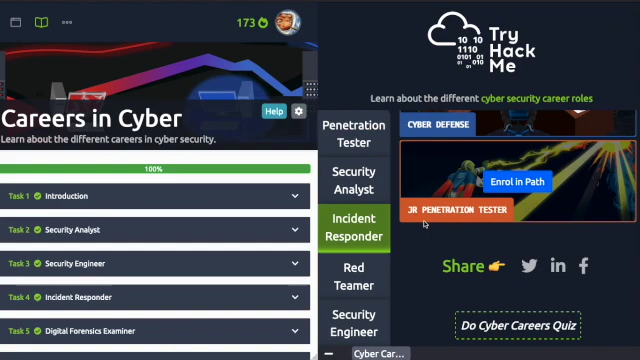 173
Careers in Cyber
Learn about the different careers in cyber security.
Help
100%
Task 1 Introduction
Task 2 Security Analyst
Task 3 Security Engineer
Task 4 Incident Responder
Task 5 Digital Forensics Examiner
10 10
1110
0101 01
01 010
01 01
Try
Hack
Me
Learn about the different cyber security career roles
Penetration
Tester
Security
Analyst
Incident
Responder
Red
Teamer
Security
Engineer
CYBER DEFENSE
Enrol in Path
JR PENETRATION TESTER
Share
Do Cyber Careers Quiz
Cyber Car...